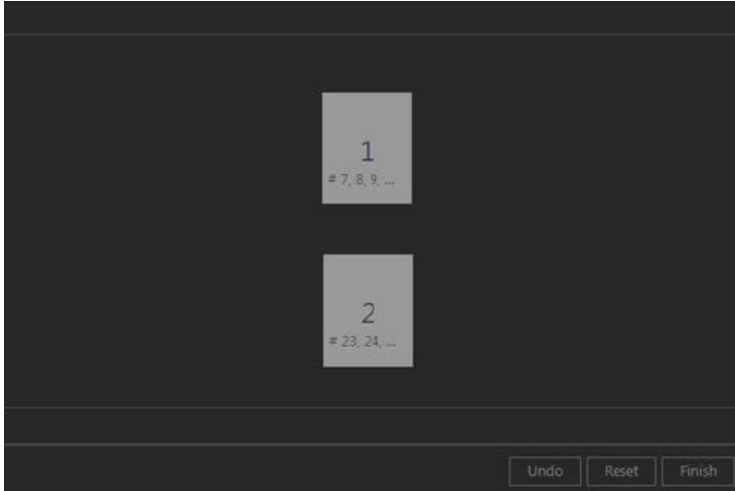 1
# 7, 8, 9, ...
2
# 23, 24, ...
Undo Reset Finish